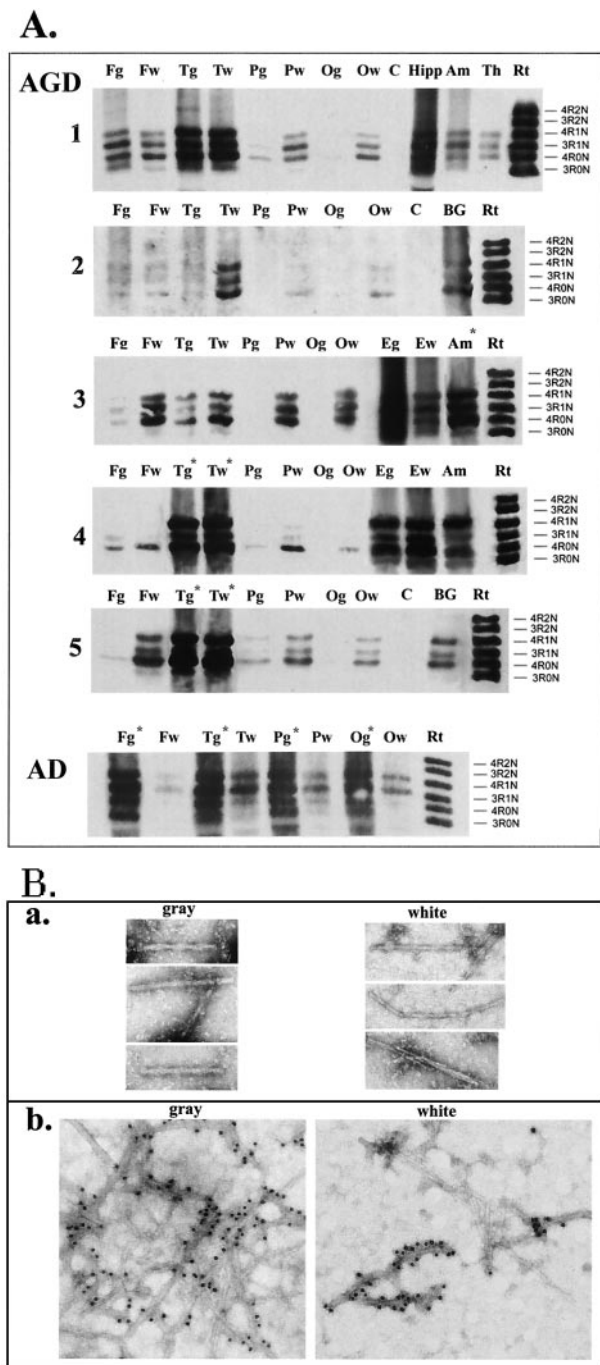 A.
AGD
Fg Fw Tg Tw Pg Pw Og Ow C Hipp Am Th Rt
1
4R2N
3R2N
4R1N
3R1N
4R0N
3R0N
Fg Fw Tg Tw Pg Pw Og Ow C BG Rt
2
4R2N
3R2N
4R1N
3R1N
4R0N
3R0N
Fg Fw Tg Tw Pg Pw Og Ow Eg Ew Am* Rt
3
4R2N
3R2N
4R1N
3R1N
4R0N
3R0N
Fg Fw Tg* Tw* Pg Pw Og Ow Eg Ew Am Rt
4
4R2N
3R2N
4R1N
3R1N
4R0N
3R0N
Fg Fw Tg* Tw* Pg Pw Og Ow C BG Rt
5
4R2N
3R2N
4R1N
3R1N
4R0N
3R0N
Fg* Fw Tg* Tw Pg* Pw Og* Ow Rt
AD
4R2N
3R2N
4R1N
3R1N
4R0N
3R0N
B.
a.
gray white
b.
gray white